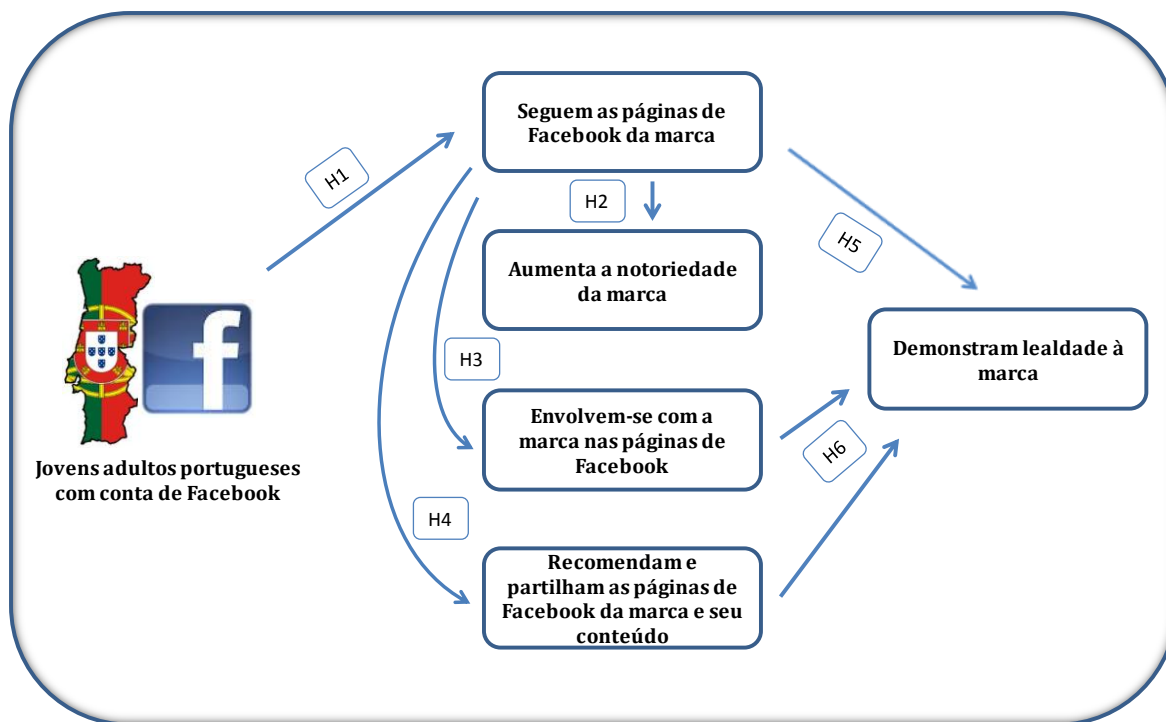 Seguem as páginas de
Facebook da marca
H1
H2
H5
Aumenta a notoriedade
da marca
f
H3
Demonstram lealdade à
marca
Envolvem-se com a
marca nas páginas de
Facebook
H6
Jovens adultos portugueses
com conta de Facebook
H4
Recomendam e
partilham as páginas de
Facebook da marca e seu
conteúdo